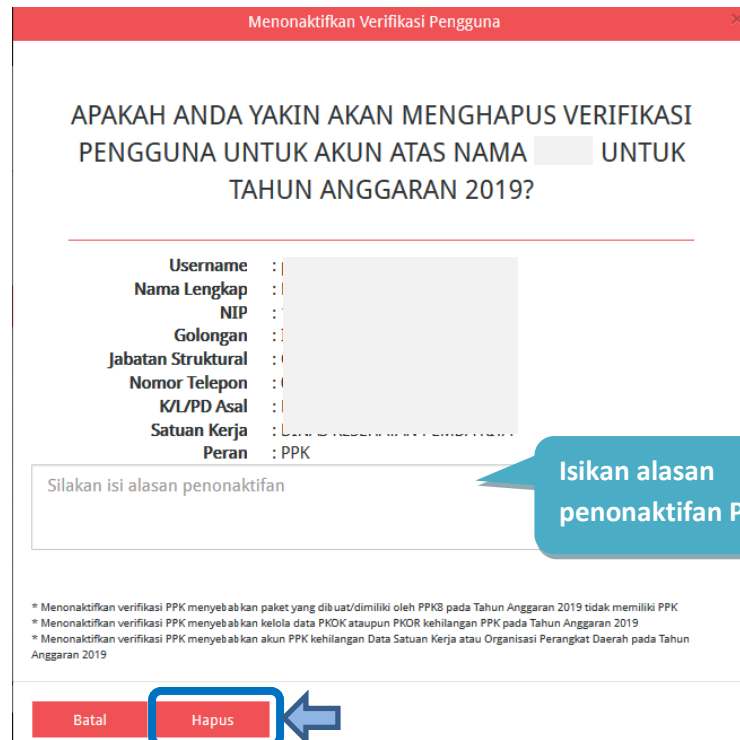 Menonaktifkan Verifikasi Pengguna ×
APAKAH ANDA YAKIN AKAN MENGHAPUS VERIFIKASI
PENGGUNA UNTUK AKUN ATAS NAMA UNTUK
TAHUN ANGGARAN 2019?
Username :
Nama Lengkap :
NIP :
Golongan :
Jabatan Struktural :
Nomor Telepon :
K/L/PD Asal :
Satuan Kerja :
Peran : PPK
Silakan isi alasan penonaktifan
Isikan alasan
penonaktifan P
* Menonaktifkan verifikasi PPK menyebabkan paket yang dibuat/dimiliki oleh PPK8 pada Tahun Anggaran 2019 tidak memiliki PPK
* Menonaktifkan verifikasi PPK menyebabkan kelola data PKOK ataupun PKOR kehilangan PPK pada Tahun Anggaran 2019
* Menonaktifkan verifikasi PPK menyebabkan akun PPK kehilangan Data Satuan Kerja atau Organisasi Perangkat Daerah pada Tahun
Anggaran 2019
Batal Hapus